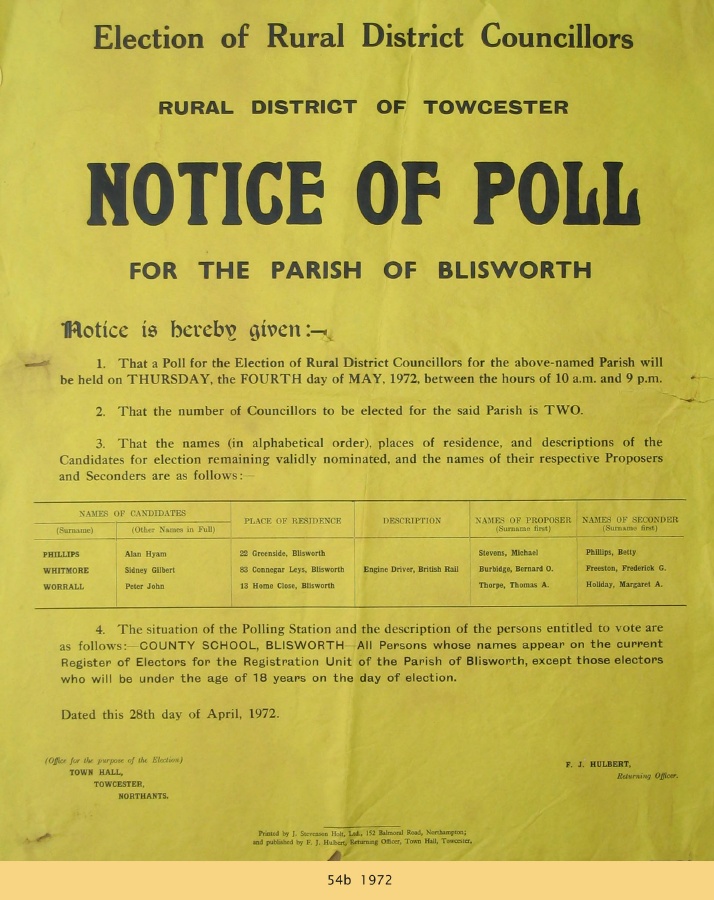 Election of Rural District Councillors
RURAL DISTRICT OF TOWCESTER
NOTICE OF POLL
FOR THE PARISH OF BLISWORTH
Notice is hereby given:—
1. That a Poll for the Election of Rural District Councillors for the above-named Parish will
be held on THURSDAY, the FOURTH day of MAY, 1972, between the hours of 10 a.m. and 9 p.m.
2. That the number of Councillors to be elected for the said Parish is TWO.
3. That the names (in alphabetical order), places of residence, and descriptions of the
Candidates for election remaining validly nominated, and the names of their respective Proposers
and Seconders are as follows:—
NAMES OF CANDIDATES PLACE OF RESIDENCE DESCRIPTION NAMES OF PROPOSER NAMES OF SECONDER
(Surname) (Other Names in Full) (Surname first) (Surname first)
PHILLIPS Alan Hyam 22 Greenside, Blisworth Stevens, Michael Phillips, Betty
WHITMORE Sidney Gilbert 83 Connegar Leys, Blisworth Engine Driver, British Rail Burbidge, Bernard O. Freeston, Frederick G.
WORRALL Peter John 13 Home Close, Blisworth Thorpe, Thomas A. Holiday, Margaret A.
4. The situation of the Polling Station and the description of the persons entitled to vote are
as follows:—COUNTY SCHOOL, BLISWORTH—All Persons whose names appear on the current
Register of Electors for the Registration Unit of the Parish of Blisworth, except those electors
who will be under the age of 18 years on the day of election.
Dated this 28th day of April, 1972.
(Office for the purpose of the Election)
TOWN HALL,
TOWCESTER,
NORTHANTS.
F. J. HULBERT,
Returning Officer.
Printed by J. Stevenson Holt, Ltd., 152 Balmoral Road, Northampton;
and published by F. J. Hulbert, Returning Officer, Town Hall, Towcester.
54b 1972